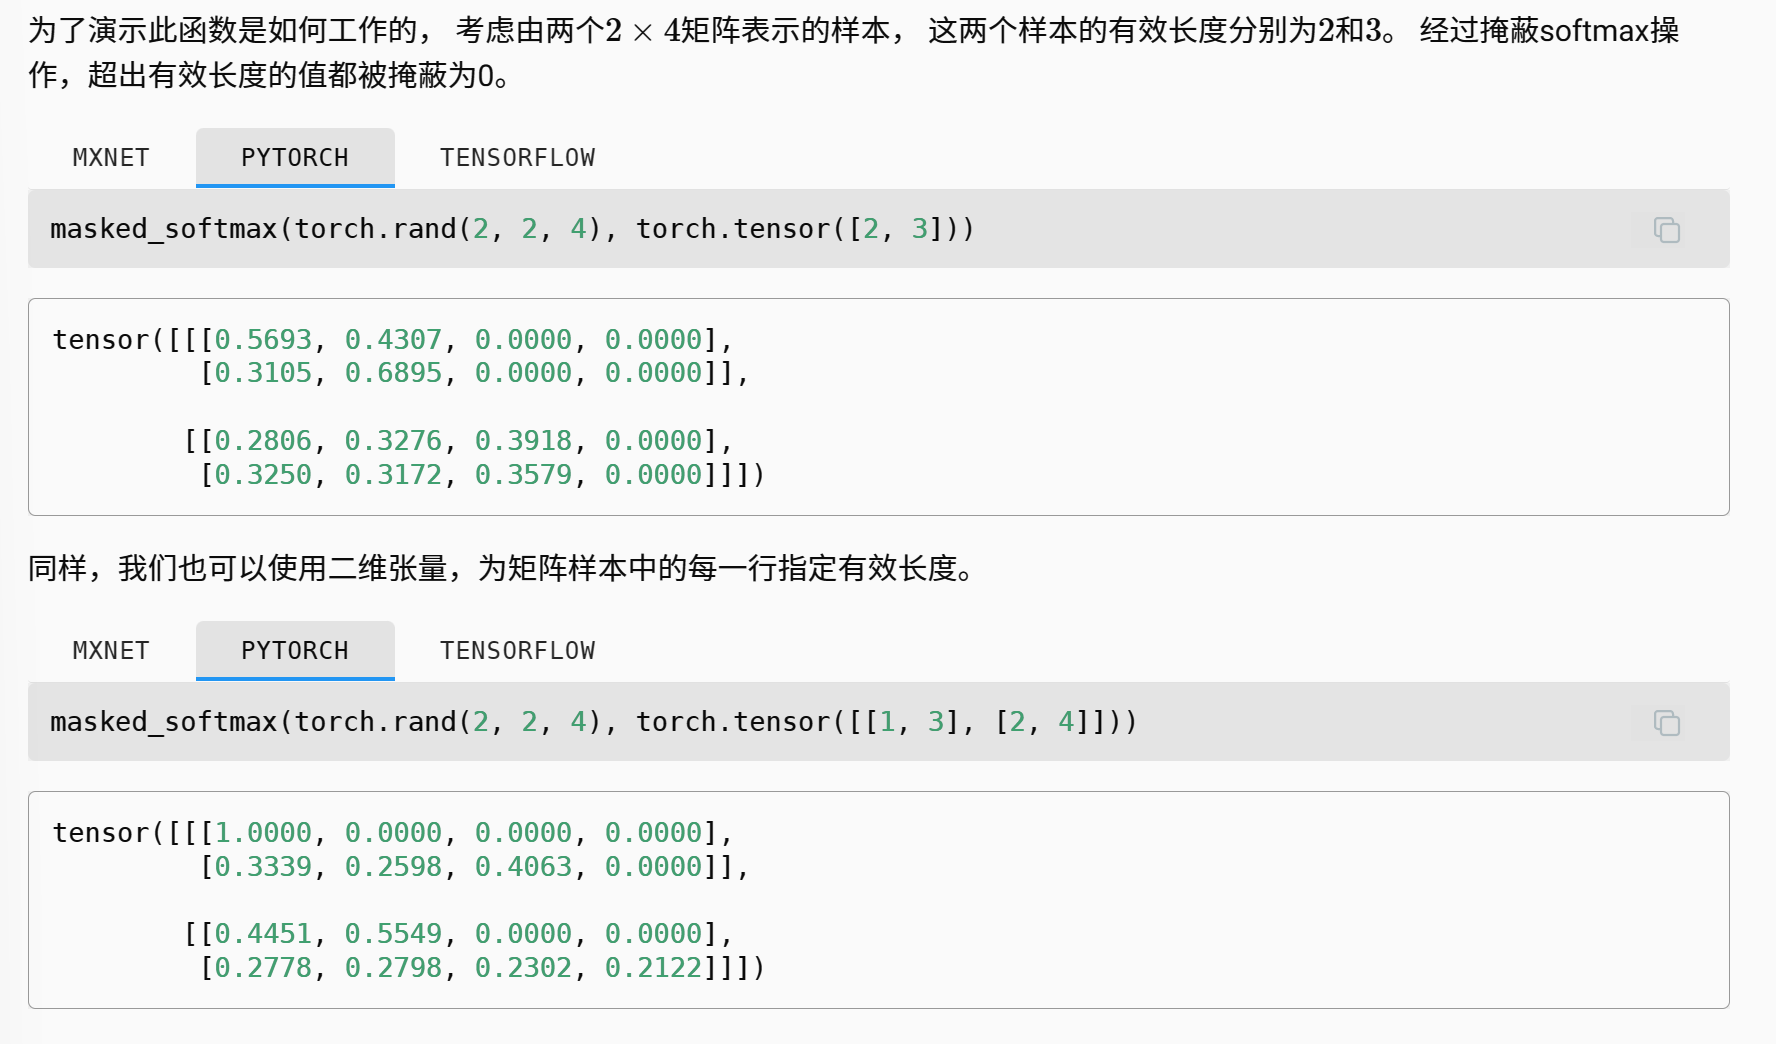 为了演示此函数是如何工作的， 考虑由两个2 × 4矩阵表示的样本， 这两个样本的有效长度分别为2和3。 经过掩蔽softmax操
作，超出有效长度的值都被掩蔽为0。
MXNET PYTORCH TENSORFLOW
masked_softmax(torch.rand(2, 2, 4), torch.tensor([2, 3]))
tensor([[[0.5693, 0.4307, 0.0000, 0.0000],
[0.3105, 0.6895, 0.0000, 0.0000]],
[[0.2806, 0.3276, 0.3918, 0.0000],
[0.3250, 0.3172, 0.3579, 0.0000]]])
同样，我们也可以使用二维张量，为矩阵样本中的每一行指定有效长度。
MXNET PYTORCH TENSORFLOW
masked_softmax(torch.rand(2, 2, 4), torch.tensor([[1, 3], [2, 4]]))
tensor([[[1.0000, 0.0000, 0.0000, 0.0000],
[0.3339, 0.2598, 0.4063, 0.0000]],
[[0.4451, 0.5549, 0.0000, 0.0000],
[0.2778, 0.2798, 0.2302, 0.2122]]])